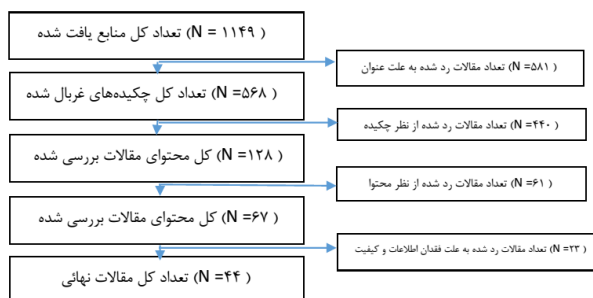 تعداد کل منابع یافت شده (N = ۱۱۴۹ )
تعداد مقالات رد شده به علت عنوان (N =۵۸۱ )
تعداد کل چکیده‌های غربال شده (N =۵۶۸ )
تعداد مقالات رد شده از نظر چکیده (N =۴۴۰ )
کل محتوای مقالات بررسی شده (N =۱۲۸ )
تعداد مقالات رد شده از نظر محتوا (N =۶۱ )
کل محتوای مقالات بررسی شده (N =۶۷ )
تعداد مقالات رد شده به علت فقدان اطلاعات و کیفیت (N =۲۳ )
تعداد کل مقالات نهائی (N =۴۴ )